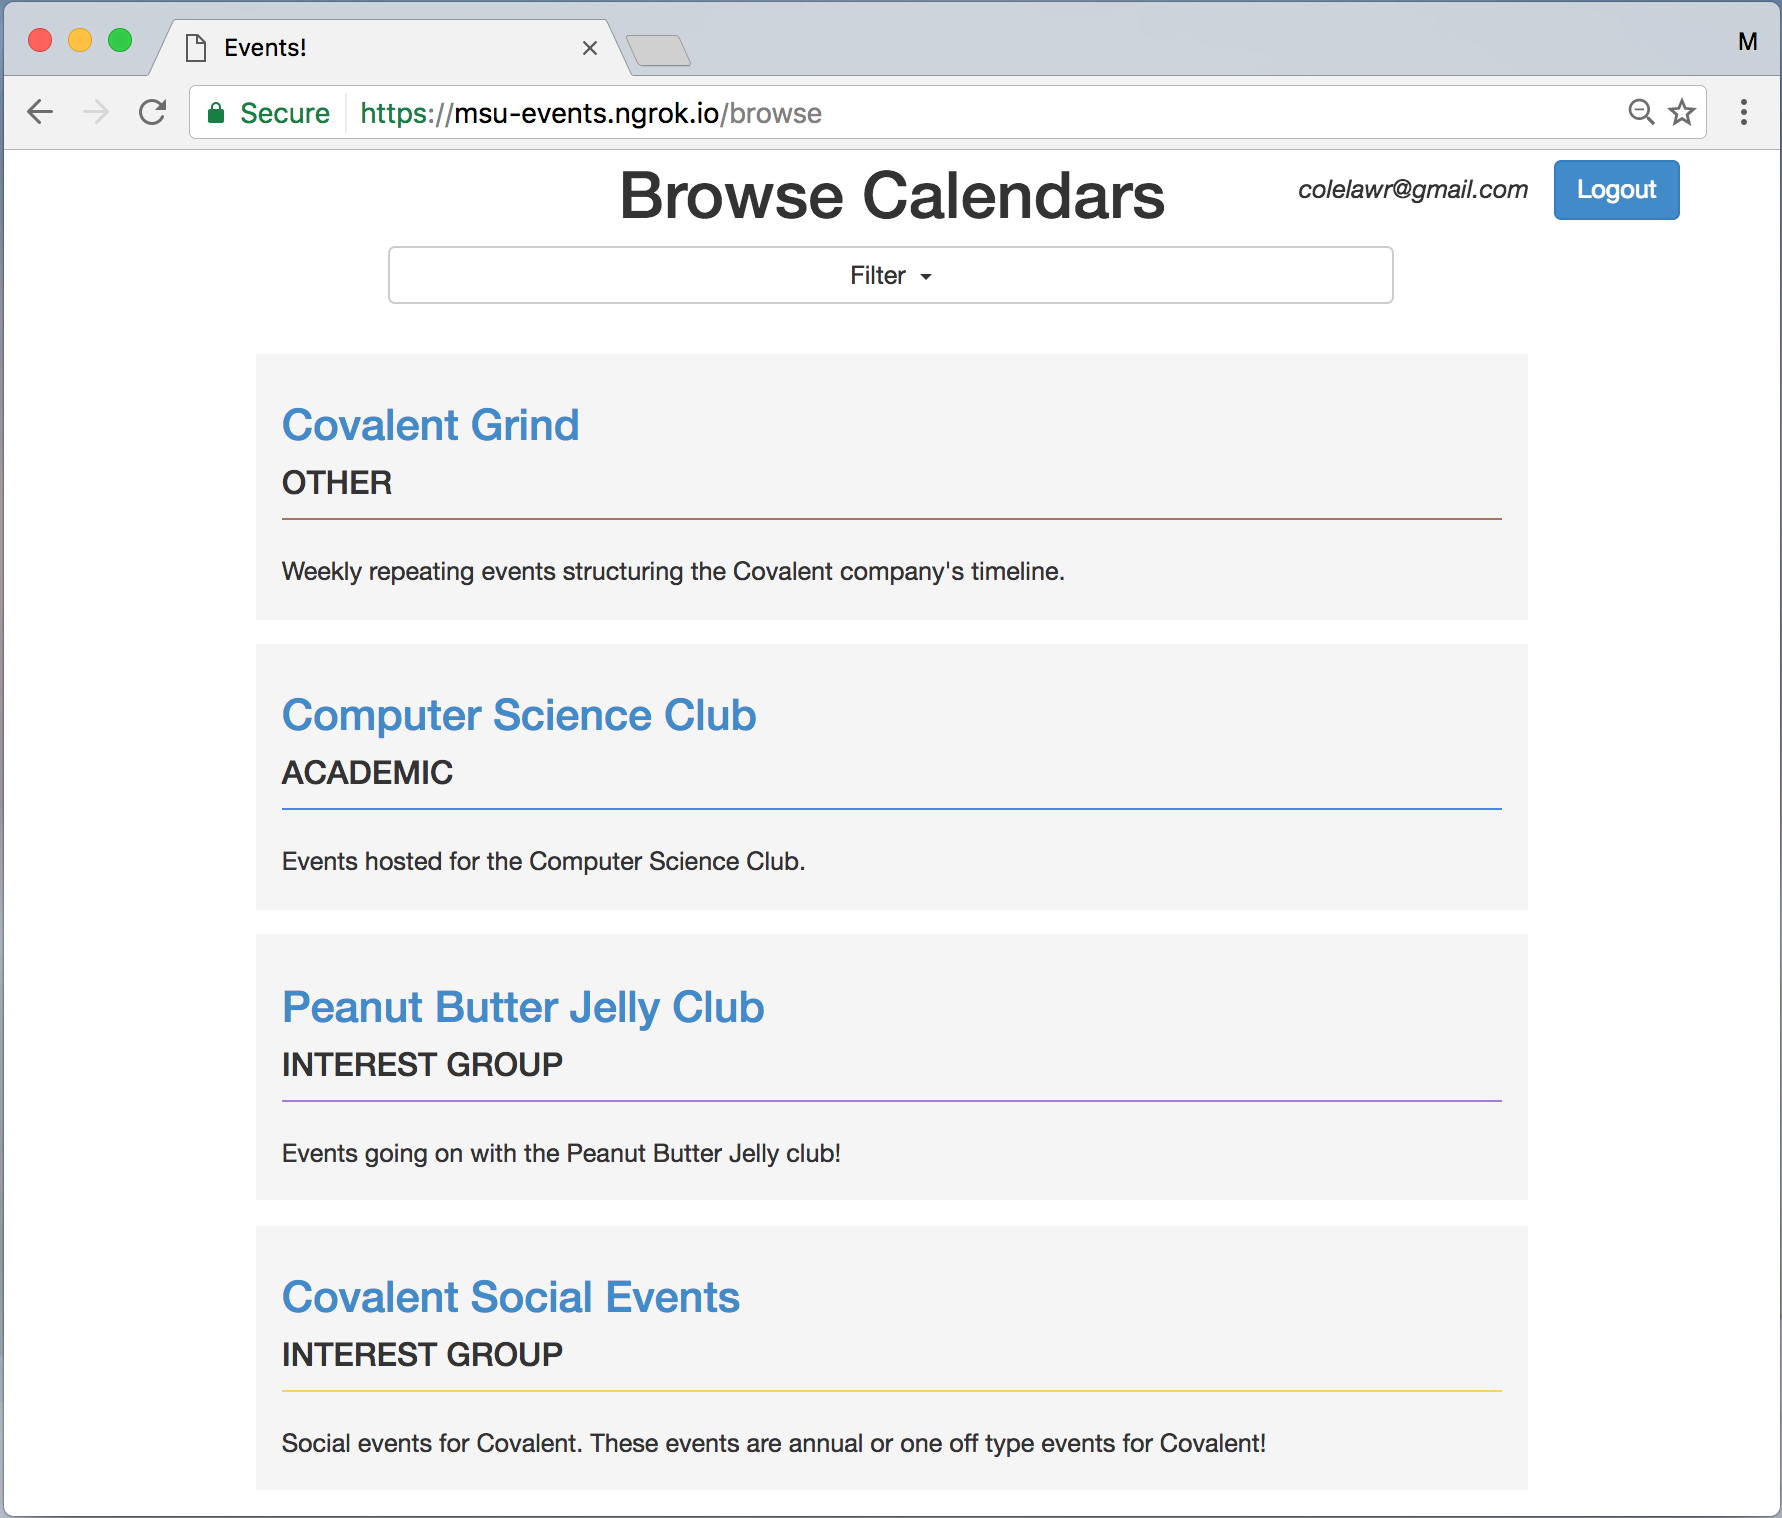 Events!
M
Secure https://msu-events.ngrok.io/browse
Browse Calendars
colelawr@gmail.com
Logout
Filter
Covalent Grind
OTHER
Weekly repeating events structuring the Covalent company's timeline.
Computer Science Club
ACADEMIC
Events hosted for the Computer Science Club.
Peanut Butter Jelly Club
INTEREST GROUP
Events going on with the Peanut Butter Jelly club!
Covalent Social Events
INTEREST GROUP
Social events for Covalent. These events are annual or one off type events for Covalent!